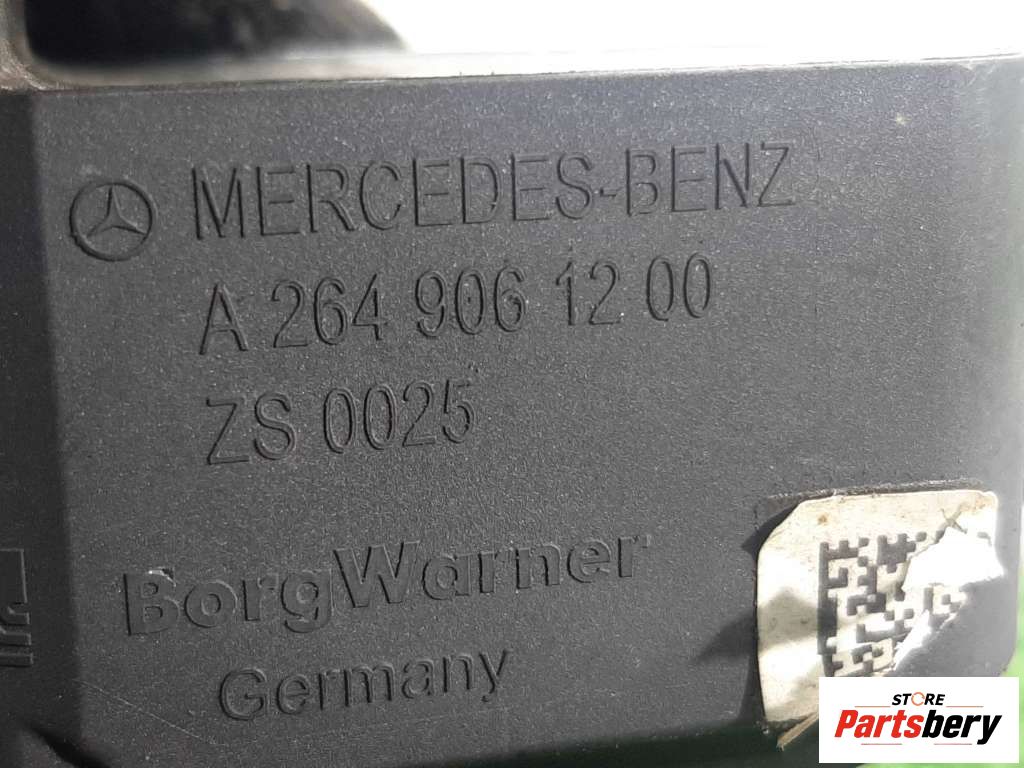 MERCEDES-BENZ
A 264 906 12 00
ZS 0025
BorgWarner
Germany
STORE
Partsbery